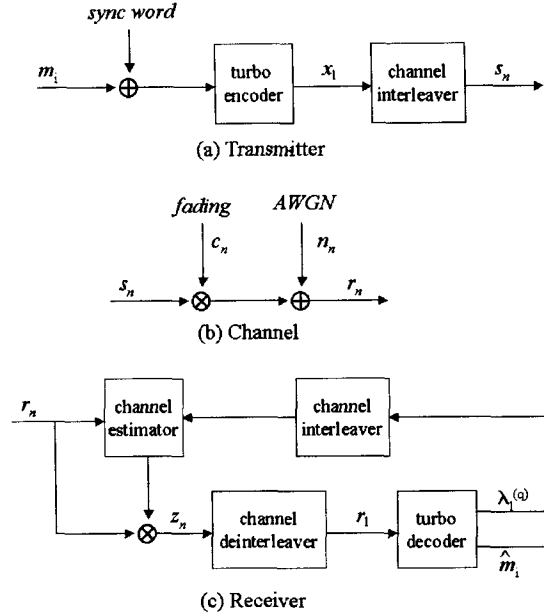 sync word
m_i
turbo encoder
x_l
channel interleaver
s_n
(a) Transmitter
fading
AWGN
c_n
n_n
s_n
r_n
(b) Channel
r_n
channel estimator
channel interleaver
λ_l^(q)
z_n
channel deinterleaver
r_l
turbo decoder
m̂_i
(c) Receiver